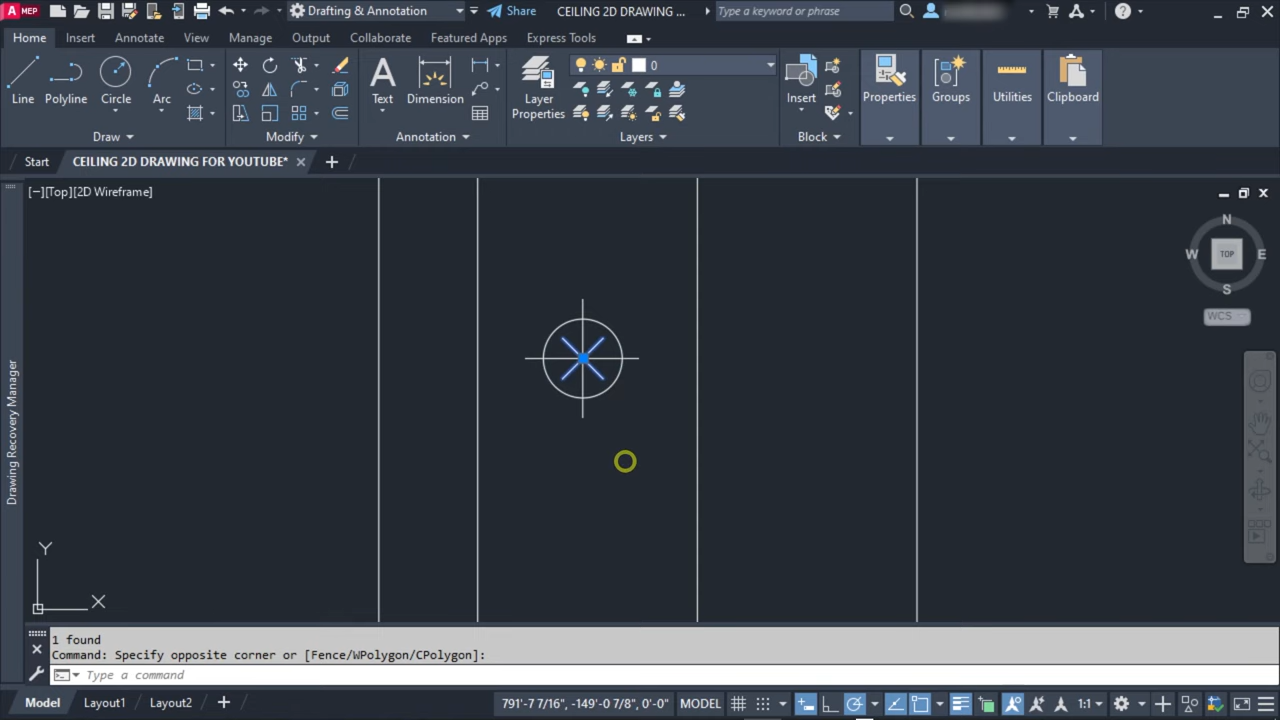 A MEP
Drafting & Annotation
Share
CEILING 2D DRAWING ...
Type a keyword or phrase
?
Home Insert Annotate View Manage Output Collaborate Featured Apps Express Tools
Line Polyline Circle Arc
Text Dimension
Layer Properties
0
Insert
Properties Groups Utilities Clipboard
Draw Modify Annotation Layers Block
Start CEILING 2D DRAWING FOR YOUTUBE*
[−][Top][2D Wireframe]
N
W TOP E
S
WCS
Drawing Recovery Manager
Y
X
1 found
Command: Specify opposite corner or [Fence/WPolygon/CPolygon]:
Type a command
Model Layout1 Layout2
791'-7 7/16", -149'-0 7/8", 0'-0" MODEL 1:1